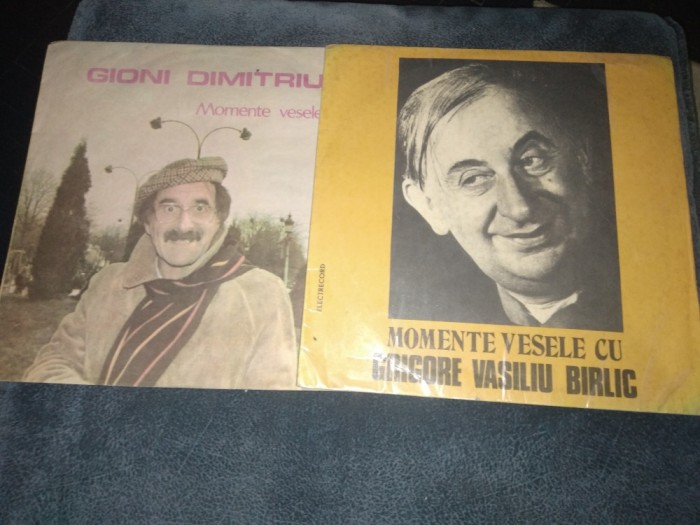 GIONI DIMITRIU
Momente vesele
ELECTRECORD
MOMENTE VESELE CU
GRIGORE VASILIU BIRLIC